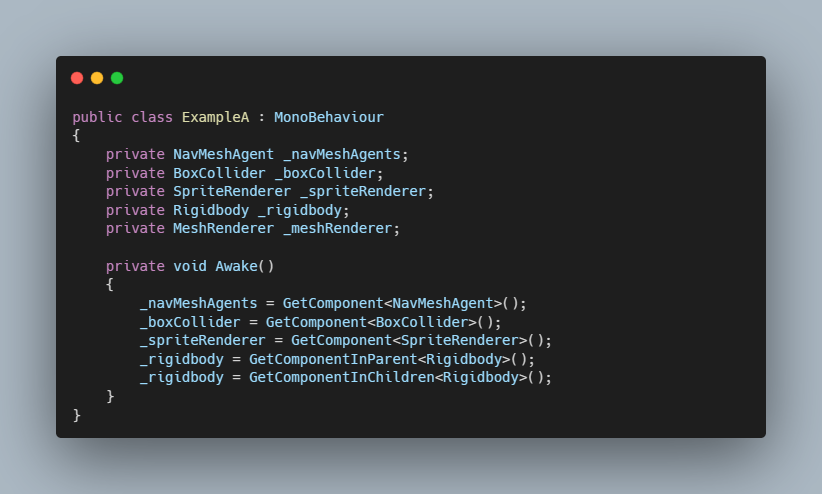 public class ExampleA : MonoBehaviour
{
    private NavMeshAgent _navMeshAgents;
    private BoxCollider _boxCollider;
    private SpriteRenderer _spriteRenderer;
    private Rigidbody _rigidbody;
    private MeshRenderer _meshRenderer;

    private void Awake()
    {
        _navMeshAgents = GetComponent<NavMeshAgent>();
        _boxCollider = GetComponent<BoxCollider>();
        _spriteRenderer = GetComponent<SpriteRenderer>();
        _rigidbody = GetComponentInParent<Rigidbody>();
        _rigidbody = GetComponentInChildren<Rigidbody>();
    }
}